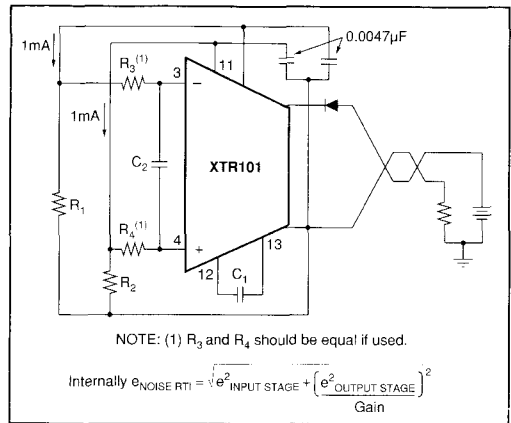 0.0047µF
1mA
R₃⁽¹⁾
3
−
11
1mA
C₂
XTR101
R₁
R₄⁽¹⁾
4
+
13
12
C₁
R₂
NOTE: (1) R₃ and R₄ should be equal if used.
Internally eNOISE RTI = √e²INPUT STAGE + (e²OUTPUT STAGE)²
Gain